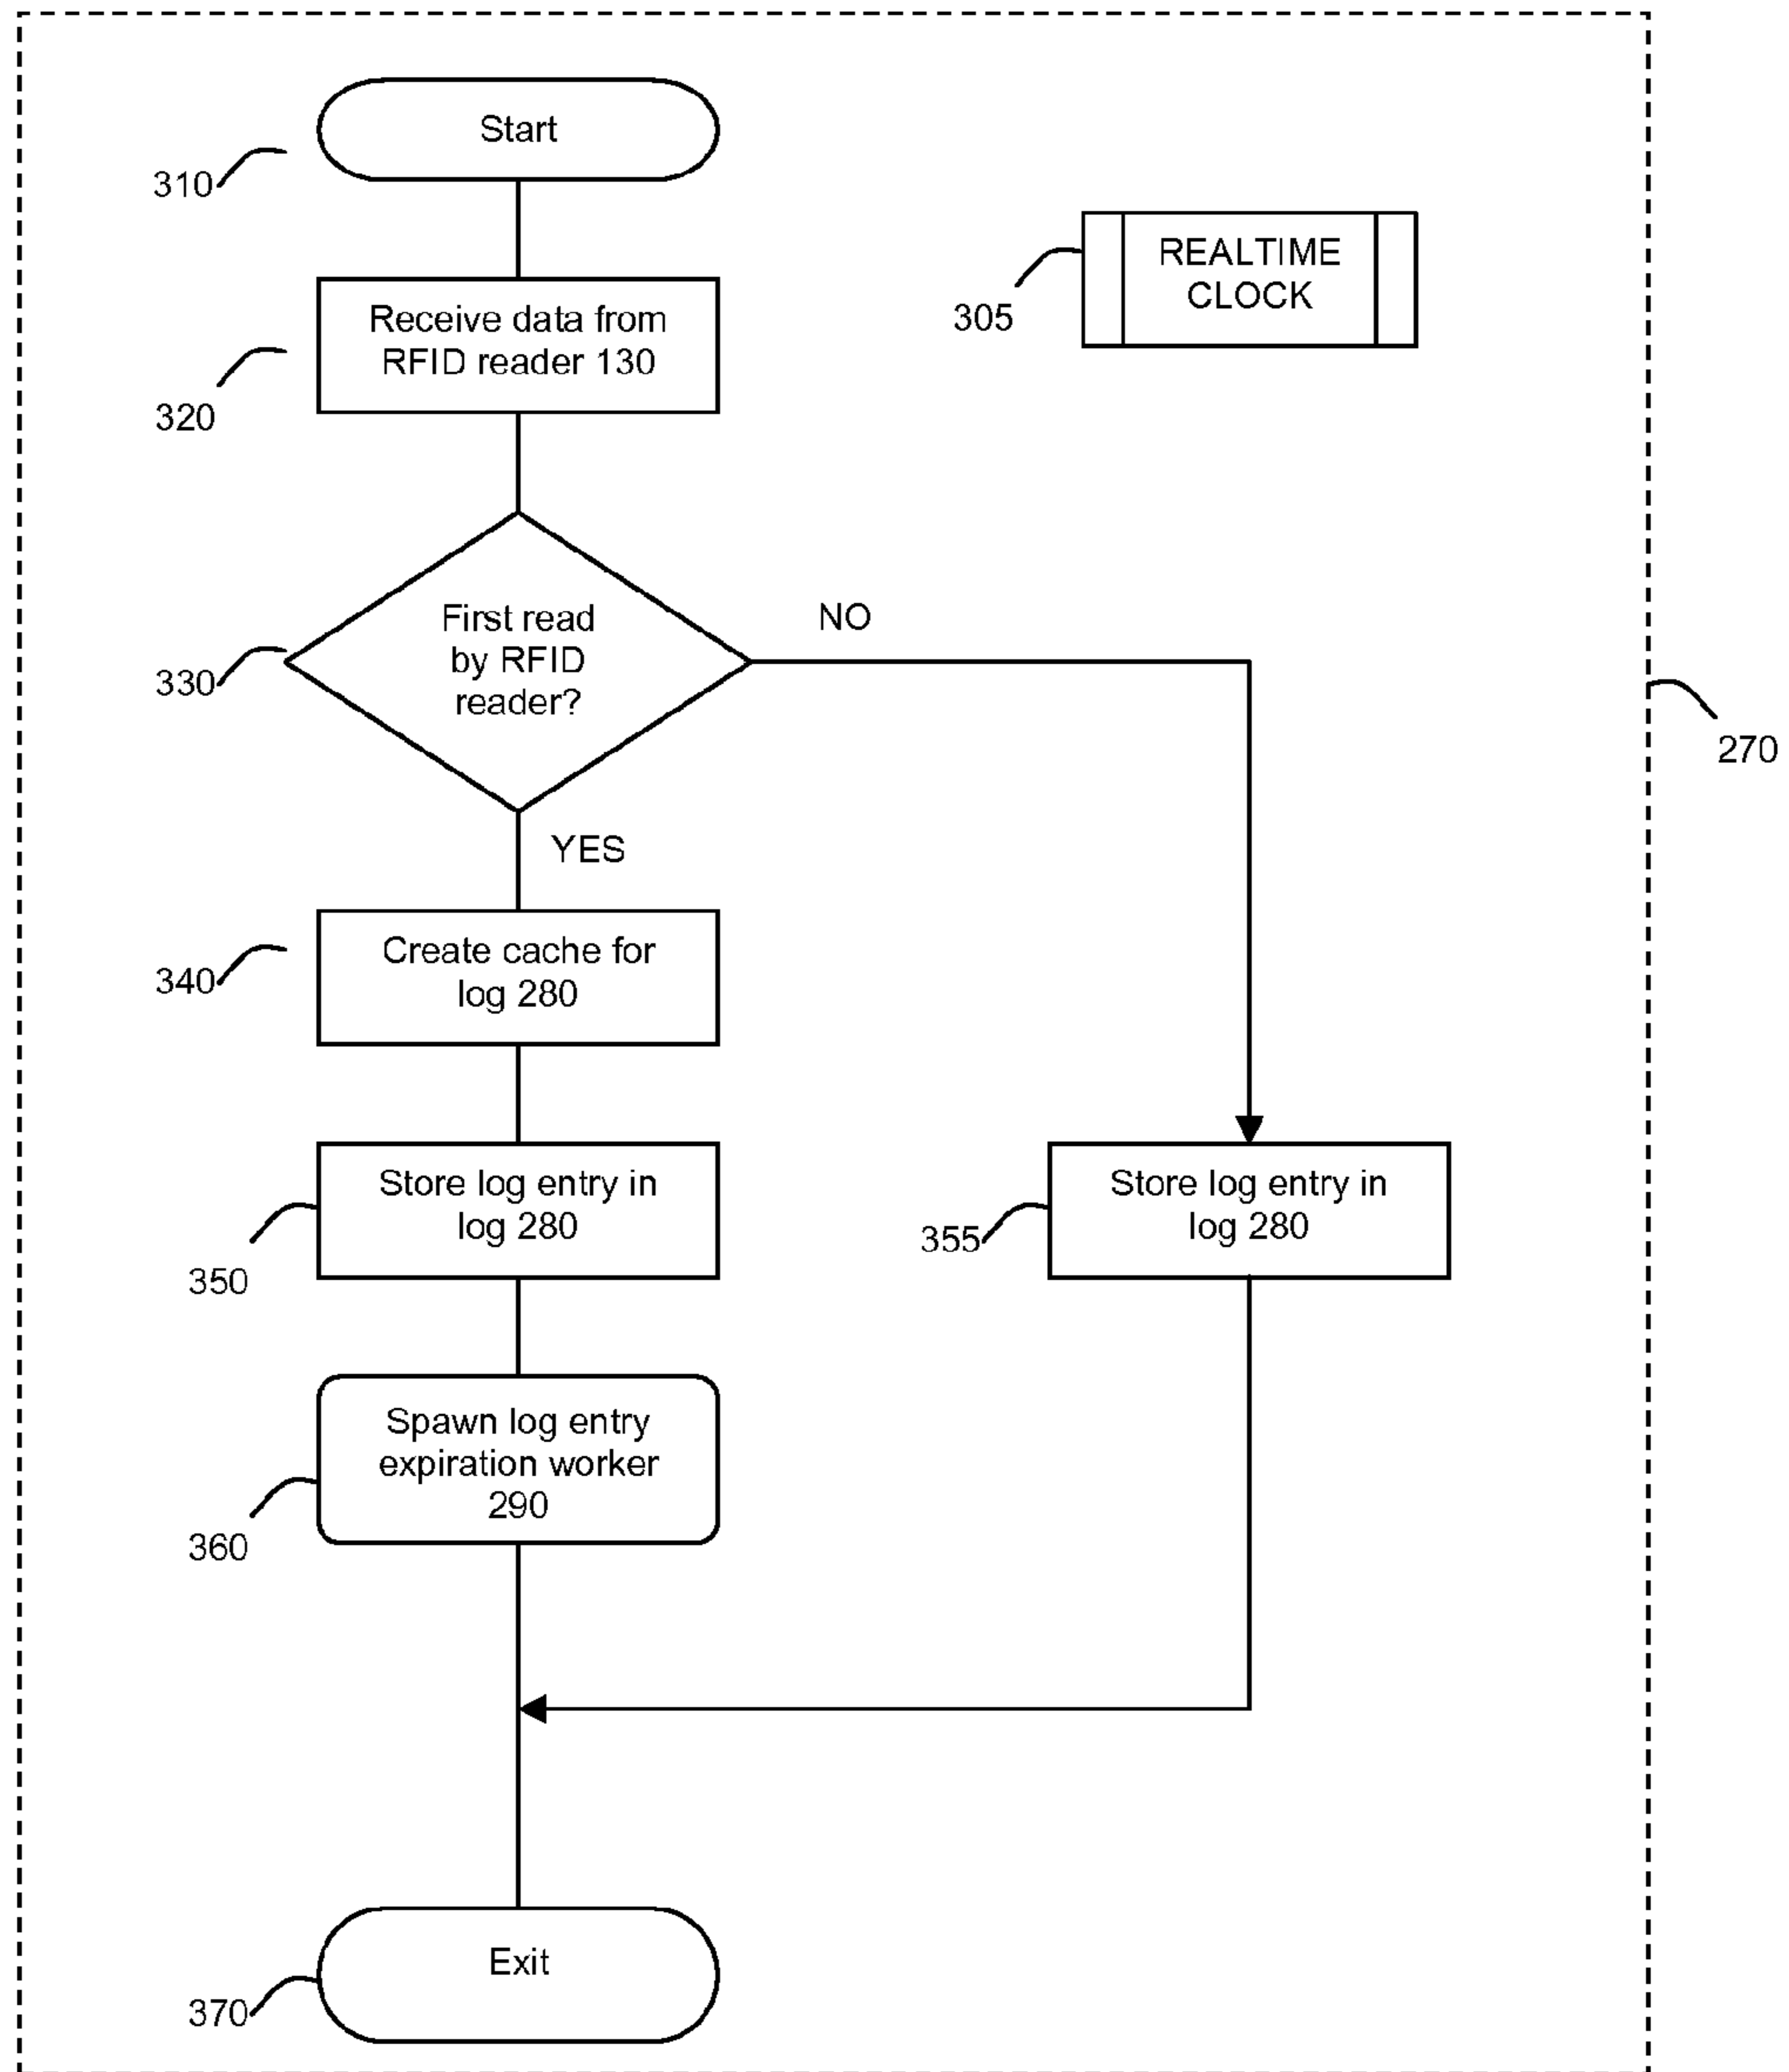 Start
310
REALTIME
CLOCK
305
Receive data from
RFID reader 130
320
First read
by RFID
reader?
NO
330
270
YES
Create cache for
log 280
340
Store log entry in
log 280
350
Store log entry in
log 280
355
Spawn log entry
expiration worker
290
360
Exit
370